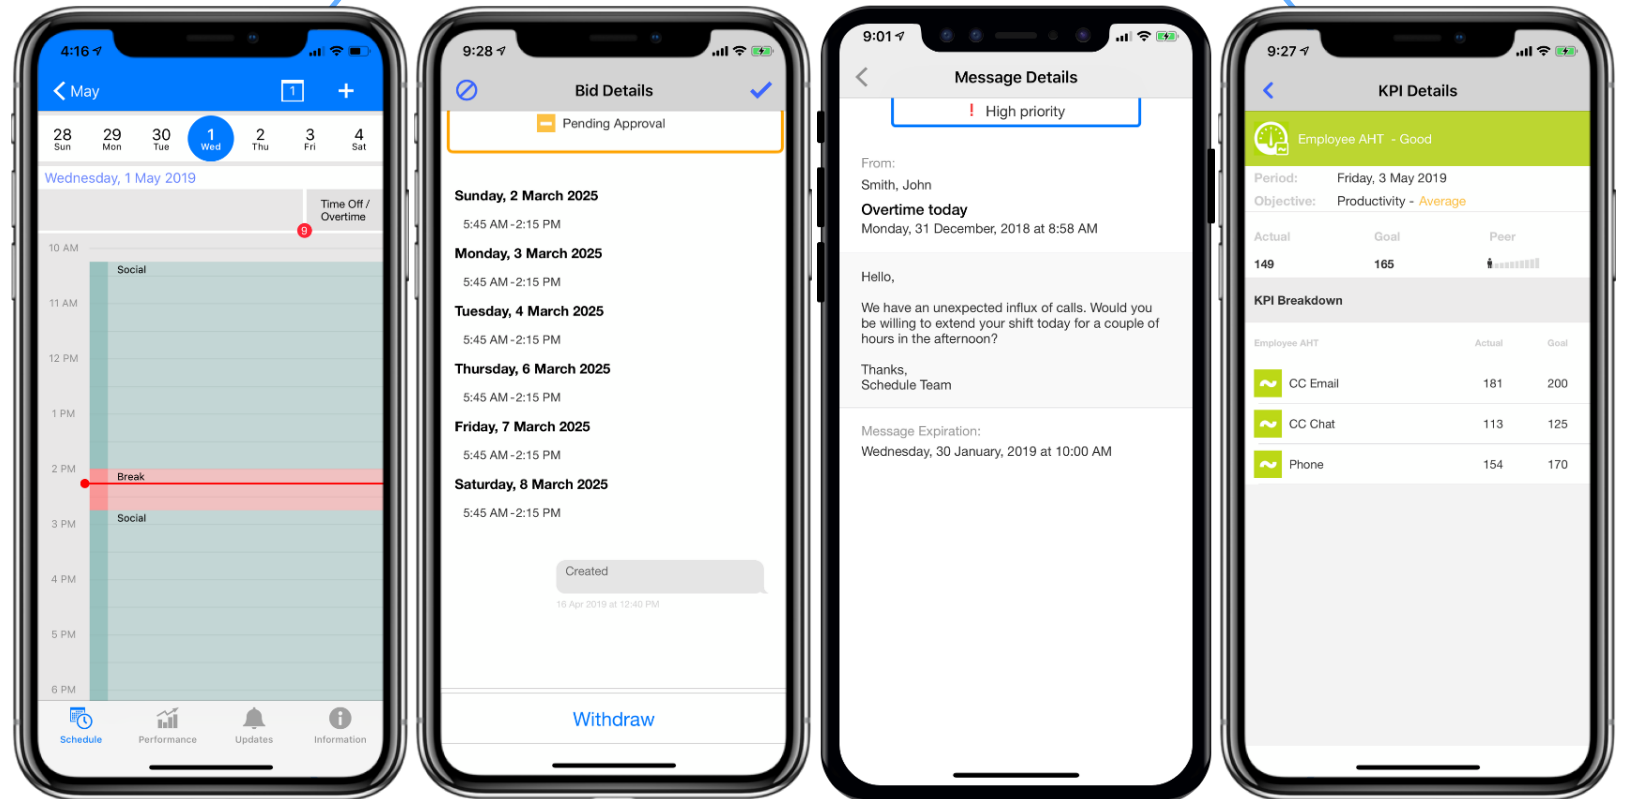 4:16
May
1
+
28 29 30 1 2 3 4
Sun Mon Tue Wed Thu Fri Sat
Wednesday, 1 May 2019
Time Off /
Overtime
9
10 AM
Social
11 AM
12 PM
1 PM
2 PM
Break
Social
3 PM
4 PM
5 PM
6 PM
Schedule Performance Updates Information
9:28
Bid Details
Pending Approval
Sunday, 2 March 2025
5:45 AM-2:15 PM
Monday, 3 March 2025
5:45 AM-2:15 PM
Tuesday, 4 March 2025
5:45 AM-2:15 PM
Thursday, 6 March 2025
5:45 AM-2:15 PM
Friday, 7 March 2025
5:45 AM-2:15 PM
Saturday, 8 March 2025
5:45 AM-2:15 PM
Created
16 Apr 2019 at 12:40 PM
Withdraw
9:01
Message Details
! High priority
From:
Smith, John
Overtime today
Monday, 31 December, 2018 at 8:58 AM
Hello,
We have an unexpected influx of calls. Would you
be willing to extend your shift today for a couple of
hours in the afternoon?
Thanks,
Schedule Team
Message Expiration:
Wednesday, 30 January, 2019 at 10:00 AM
9:27
KPI Details
Employee AHT - Good
Period: Friday, 3 May 2019
Objective: Productivity - Average
Actual Goal Peer
149 165
KPI Breakdown
Employee AHT Actual Goal
CC Email 181 200
CC Chat 113 125
Phone 154 170